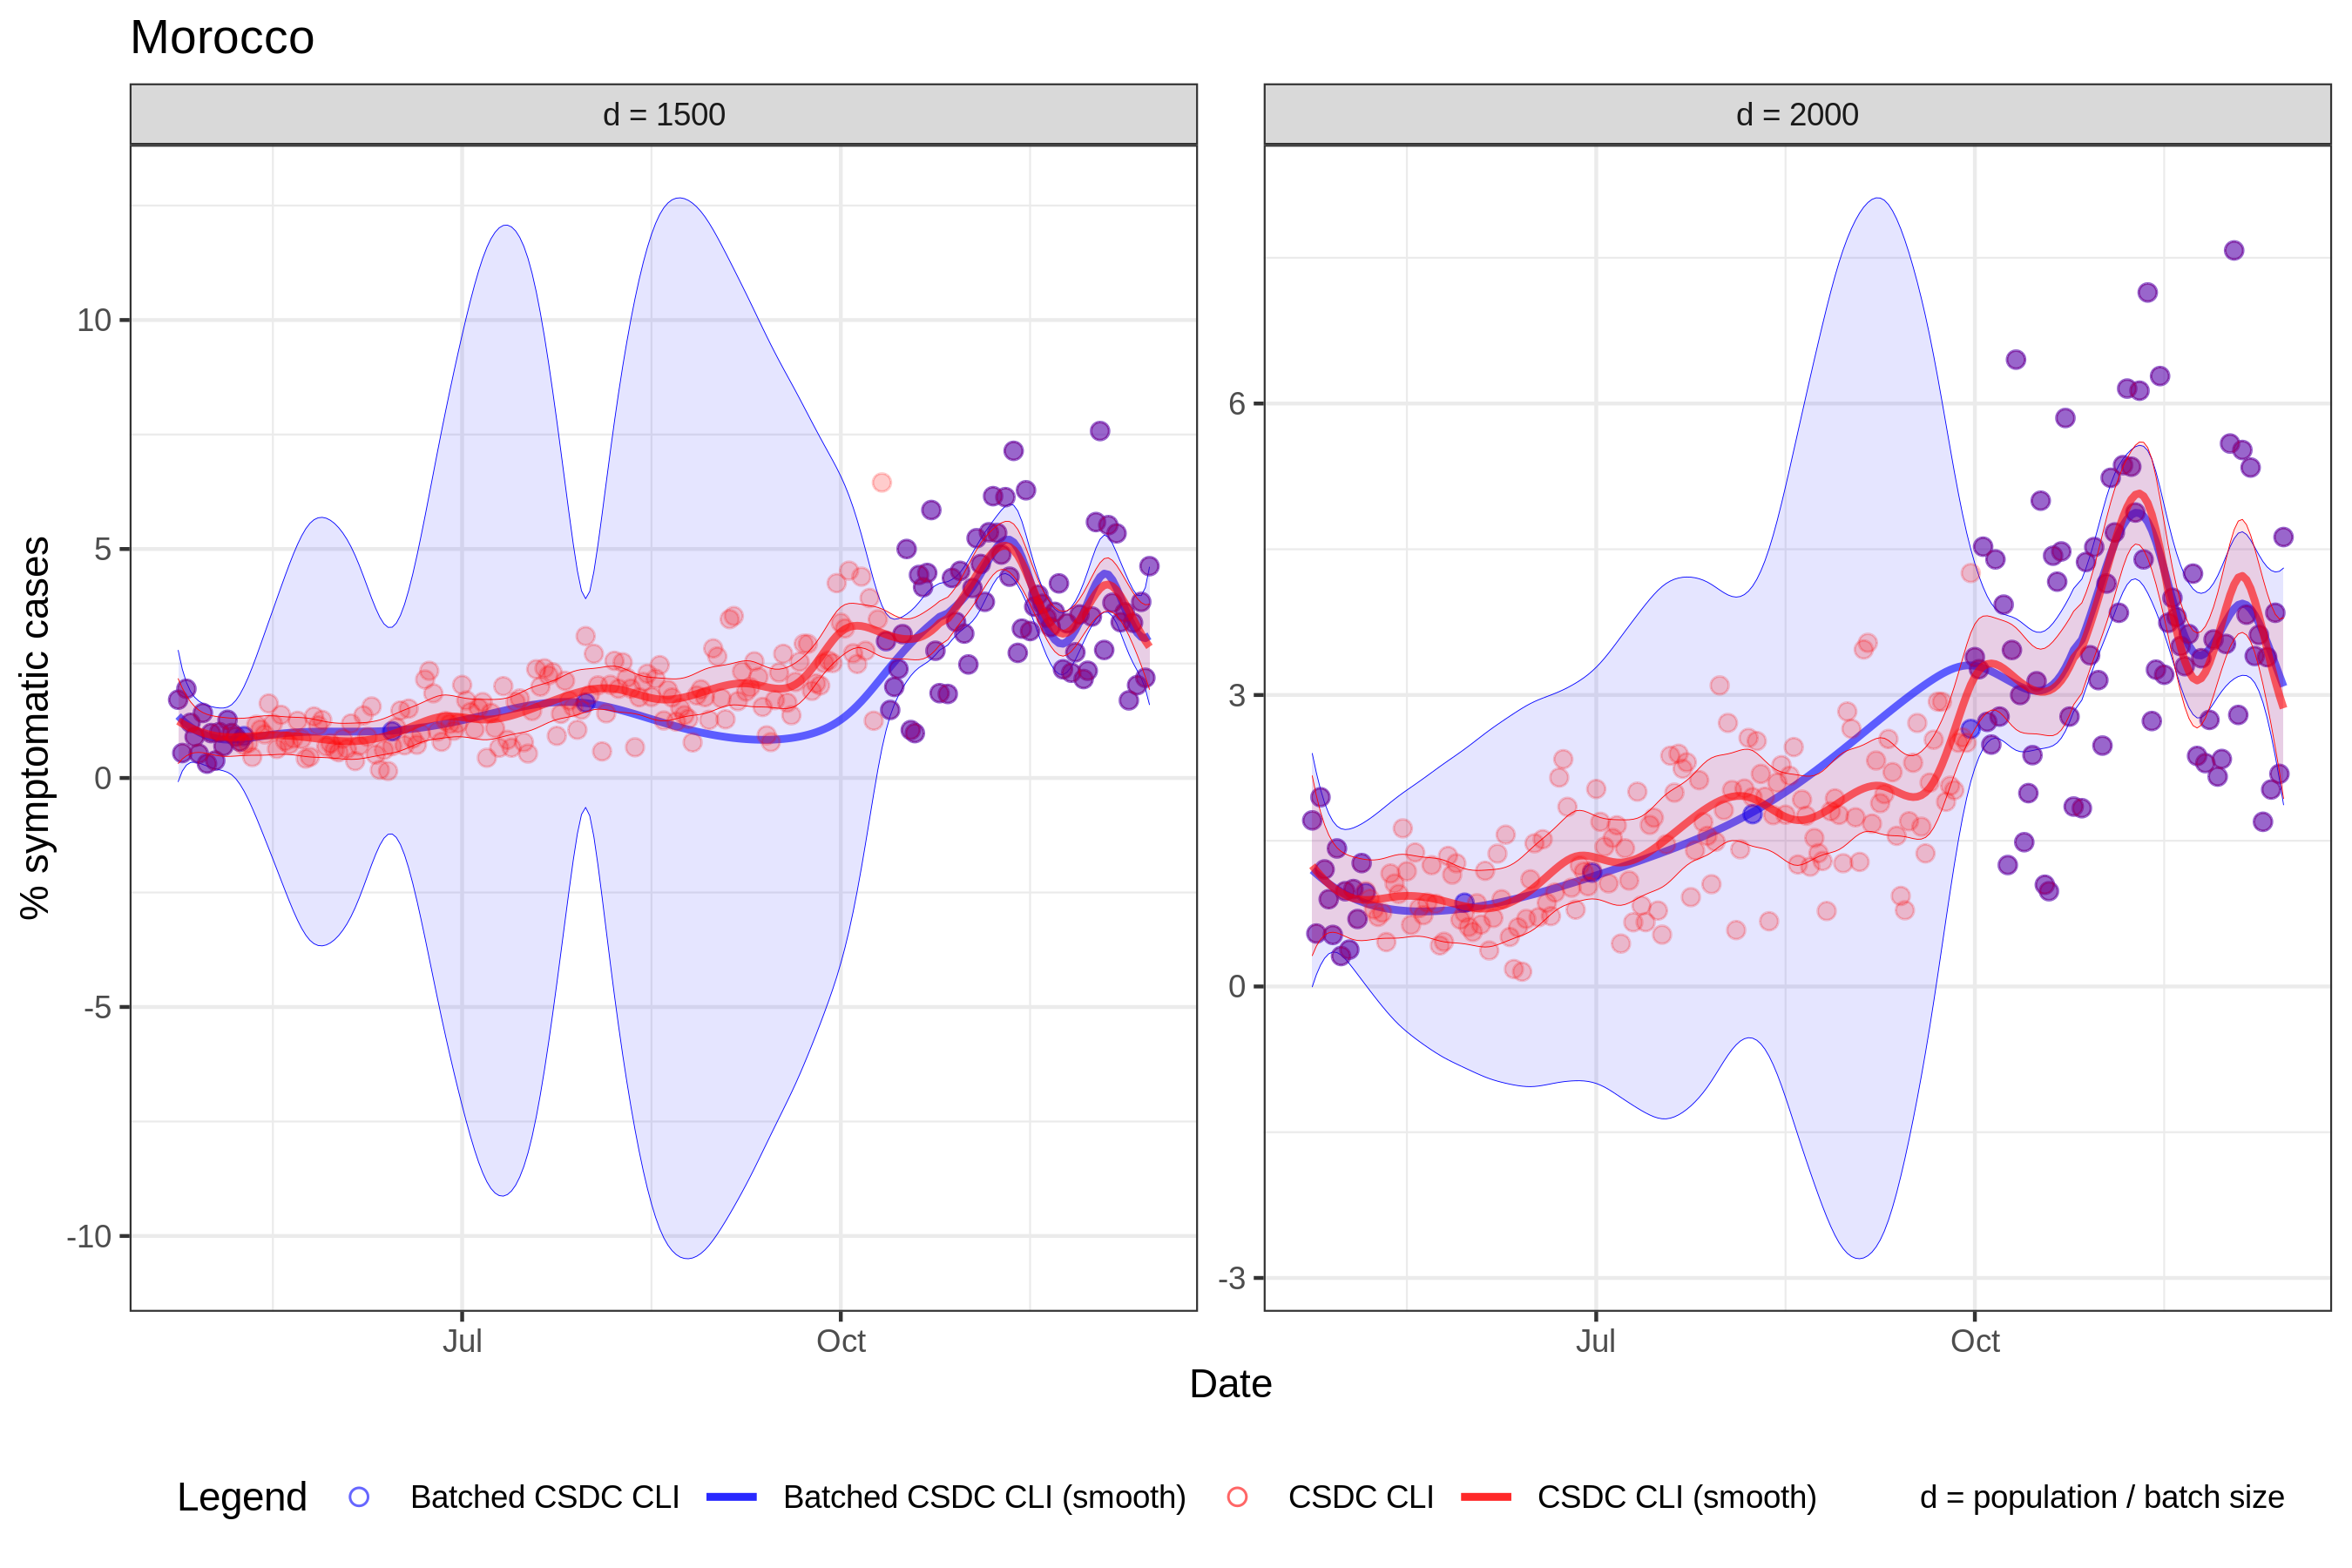 Morocco
d = 1500
d = 2000
% symptomatic cases
10
5
0
-5
-10
6
3
0
-3
Jul
Oct
Jul
Oct
Date
Legend
Batched CSDC CLI
Batched CSDC CLI (smooth)
CSDC CLI
CSDC CLI (smooth)
d = population / batch size